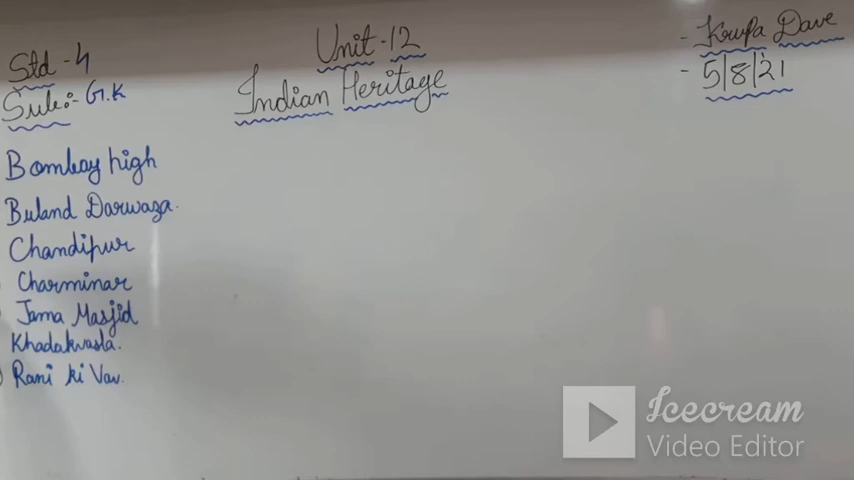 Std - 4
Sub:- G.K
Unit - 12
Indian Heritage
- Krupa Dave
- 5/8/21
Bombay high
Buland Darwaza.
Chandipur
Charminar
Jama Masjid
Khadakwasla.
Rani ki Vav.
Icecream
Video Editor